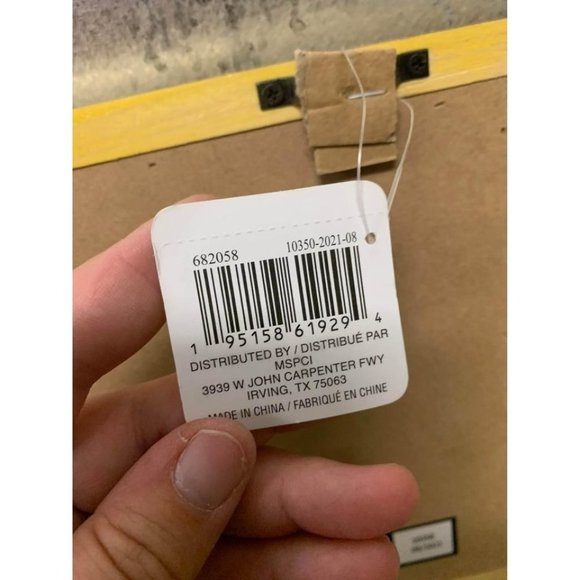 682058 10350-2021-08
1 95158 61929 4
DISTRIBUTED BY / DISTRIBUÉ PAR
MSPCI
3939 W JOHN CARPENTER FWY
IRVING, TX 75063
MADE IN CHINA / FABRIQUÉ EN CHINE